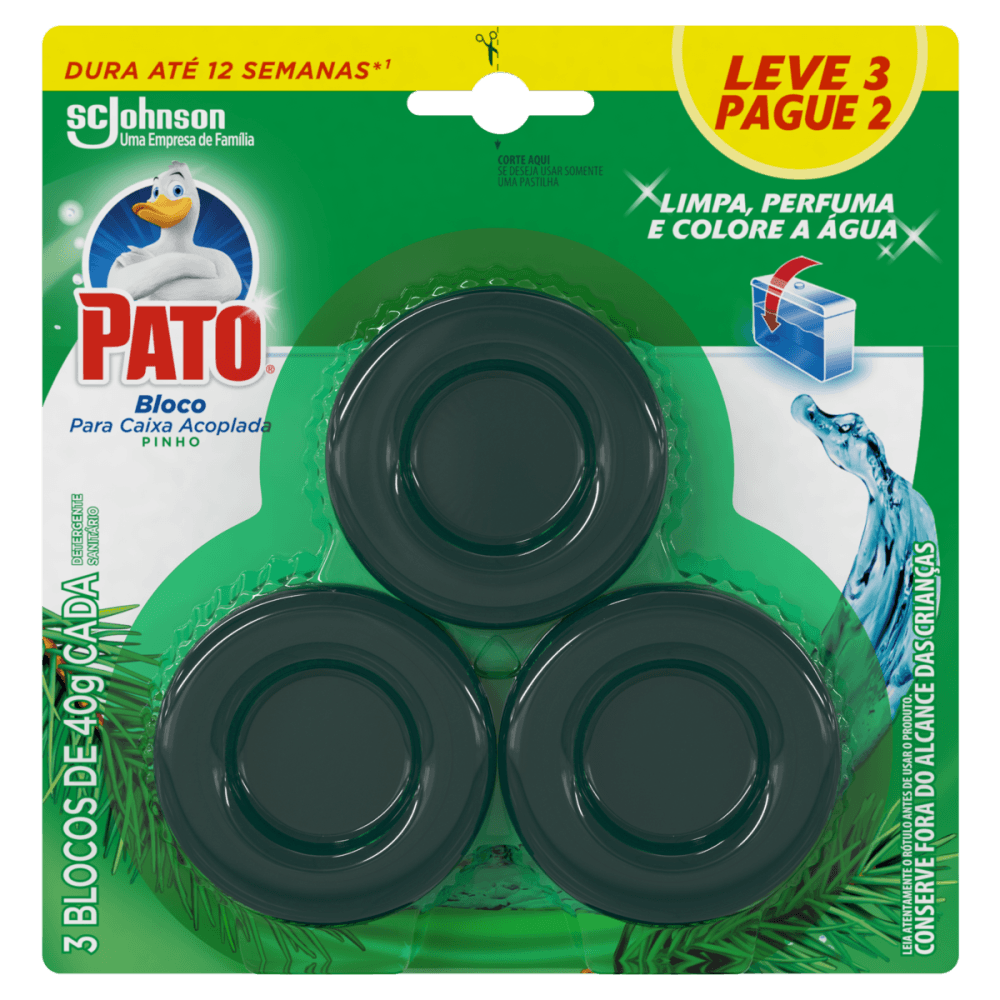 DURA ATÉ 12 SEMANAS*¹
LEVE 3
PAGUE 2
SCJohnson
Uma Empresa de Família
CORTE AQUI
SE DESEJA USAR SOMENTE
UMA PASTILHA
LIMPA, PERFUMA
E COLORE A ÁGUA
PATO®
Bloco
Para Caixa Acoplada
PINHO
3 BLOCOS DE 40g CADA
DETERGENTE
SANITÁRIO
LEIA ATENTAMENTE O RÓTULO ANTES DE USAR O PRODUTO.
CONSERVE FORA DO ALCANCE DAS CRIANÇAS